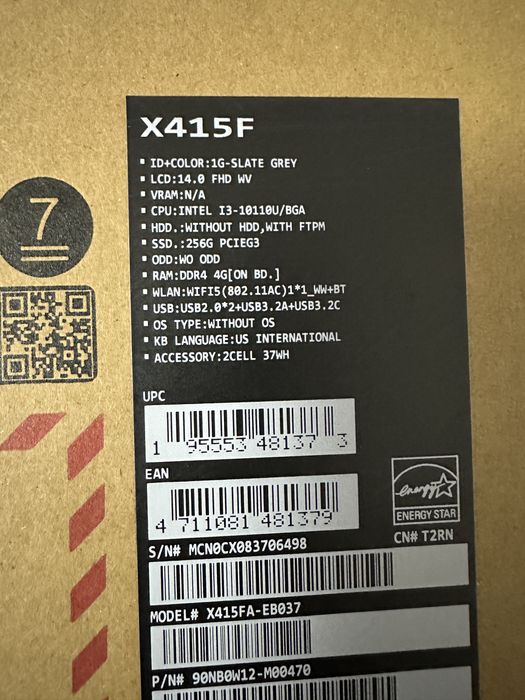 X415F
▪ ID+COLOR:1G-SLATE GREY
▪ LCD:14.0 FHD WV
▪ VRAM:N/A
▪ CPU:INTEL I3-10110U/BGA
▪ HDD.:WITHOUT HDD,WITH FTPM
▪ SSD.:256G PCIEG3
▪ ODD:WO ODD
▪ RAM:DDR4 4G[ON BD.]
▪ WLAN:WIFI5(802.11AC)1*1_WW+BT
▪ USB:USB2.0*2+USB3.2A+USB3.2C
▪ OS TYPE:WITHOUT OS
▪ KB LANGUAGE:US INTERNATIONAL
▪ ACCESSORY:2CELL 37WH
7
UPC
1 95553 48137 3
EAN
4 711081 481379
energy
ENERGY STAR
CN# T2RN
S/N# MCN0CX083706498
MODEL# X415FA-EB037
P/N# 90NB0W12-M00470